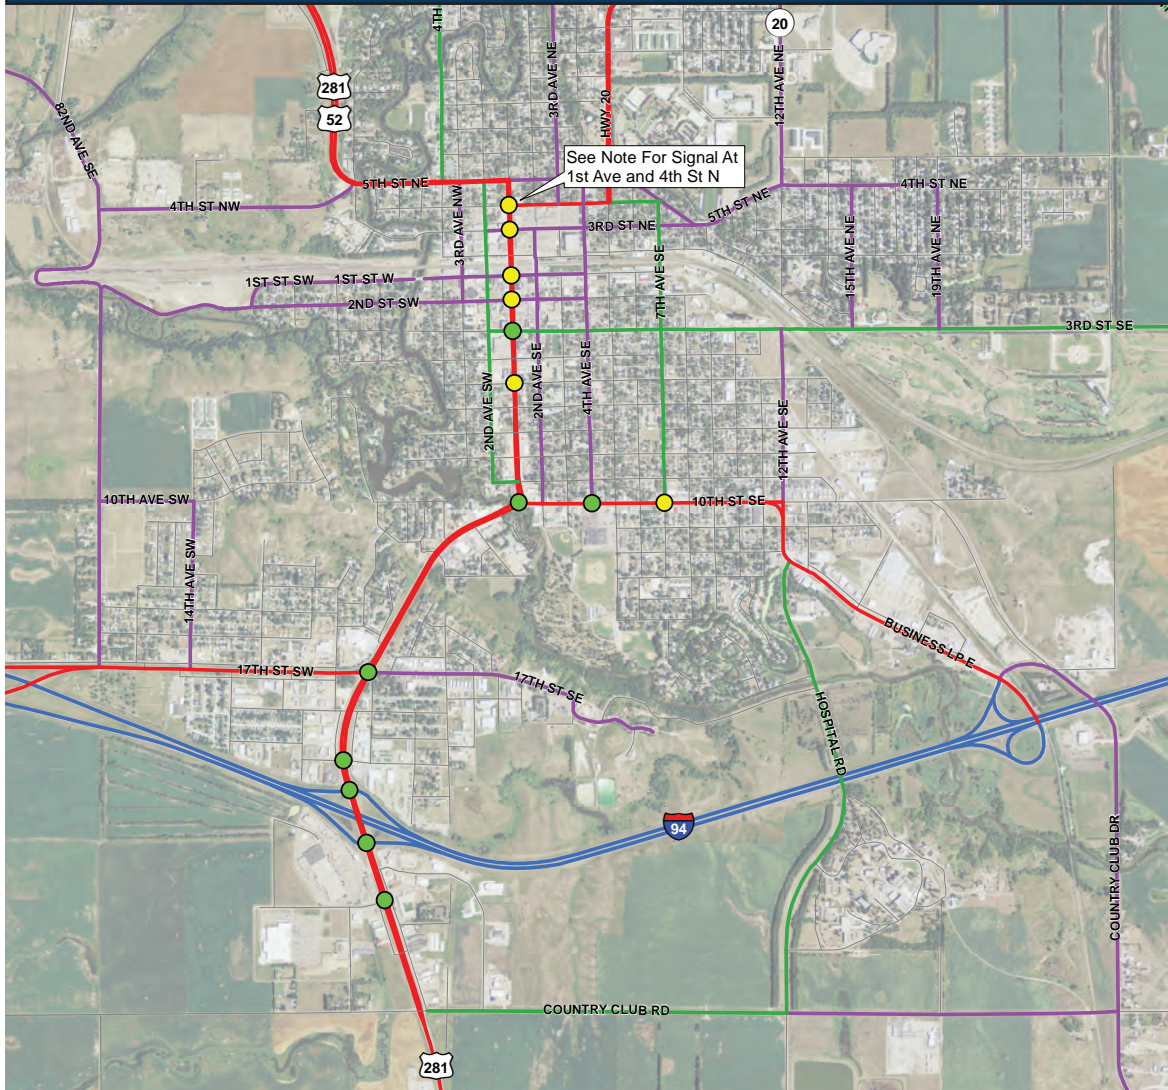 20
4TH
3RD AVE NE
HWY 20
12TH AVE NE
281
52
82ND AVE SE
See Note For Signal At
1st Ave and 4th St N
5TH ST NE
4TH ST NW
4TH ST NE
5TH ST NE
3RD ST NE
3RD AVE NW
1ST ST SW
1ST ST W
2ND ST SW
7TH AVE SE
15TH AVE NE
19TH AVE NE
3RD ST SE
2ND AVE SW
2ND AVE SE
4TH AVE SE
12TH AVE SE
10TH AVE SW
10TH ST SE
14TH AVE SW
17TH ST SW
17TH ST SE
BUSINESS LP E
HOSPITAL RD
94
COUNTRY CLUB DR
COUNTRY CLUB RD
281